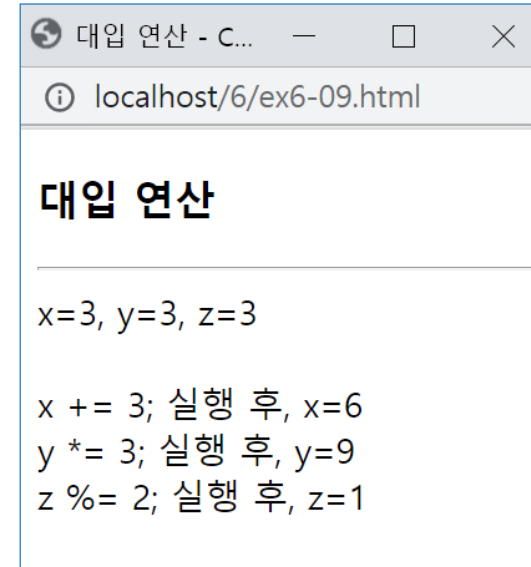 대입 연산 - C...
localhost/6/ex6-09.html
대입 연산
x=3, y=3, z=3
x += 3; 실행 후, x=6
y *= 3; 실행 후, y=9
z %= 2; 실행 후, z=1